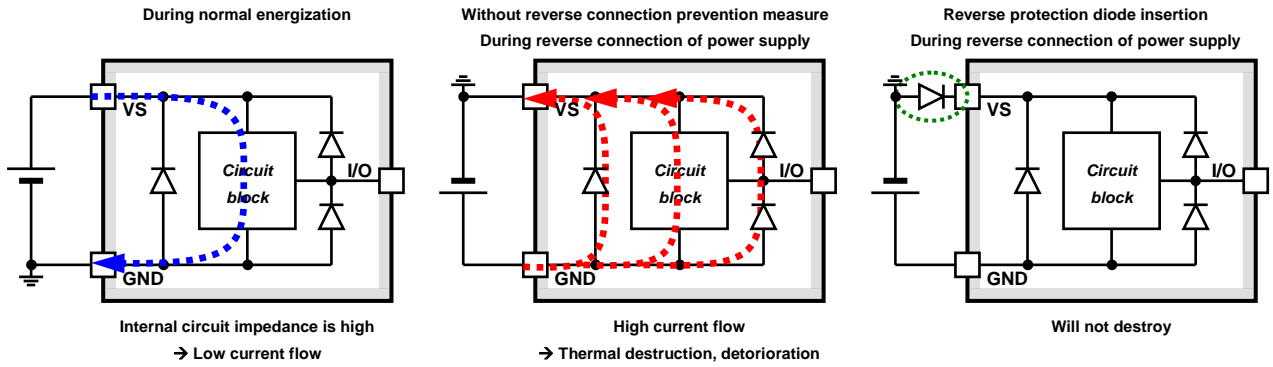 During normal energization
VS
Circuit
block
I/O
GND
Internal circuit impedance is high
→ Low current flow
Without reverse connection prevention measure
During reverse connection of power supply
VS
Circuit
block
I/O
GND
High current flow
→ Thermal destruction, detorioration
Reverse protection diode insertion
During reverse connection of power supply
VS
Circuit
block
I/O
GND
Will not destroy